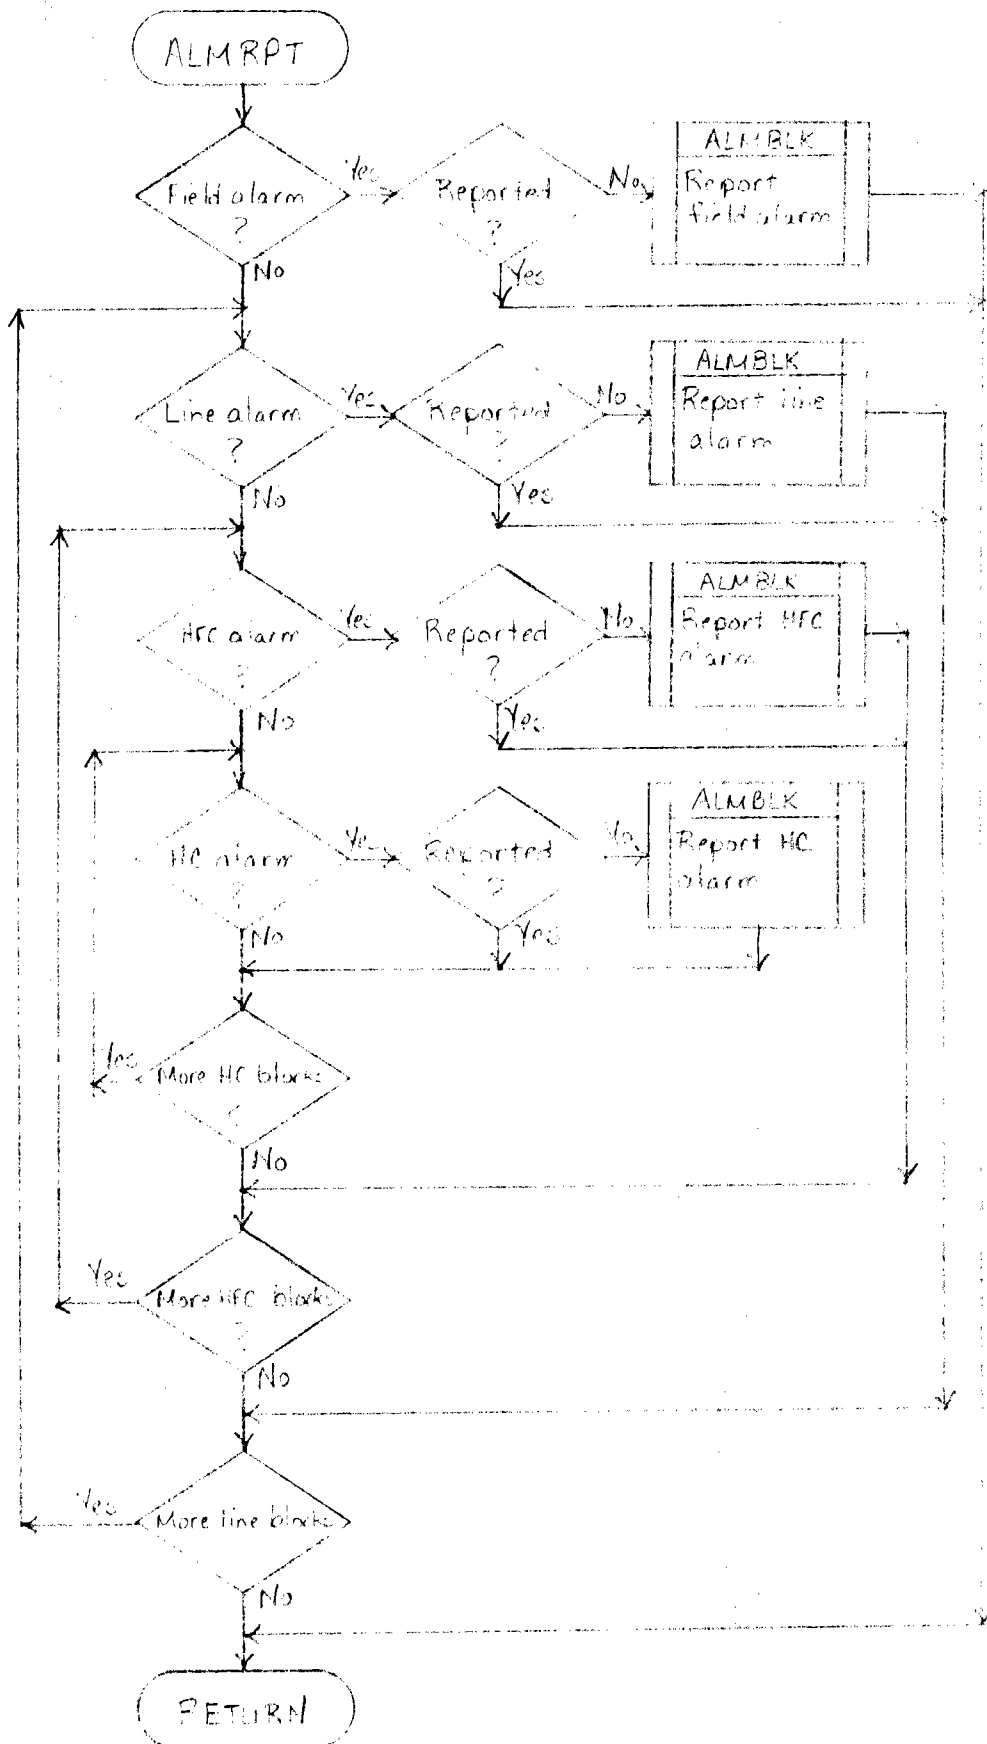 ALMRPT
Field alarm
?
Yes
Reported
?
No
ALMBLK
Report
field alarm
No
Yes
Line alarm
?
Yes
Reported
?
No
ALMBLK
Report line
alarm
No
Yes
HFC alarm
?
Yes
Reported
?
No
ALMBLK
Report HFC
alarm
No
Yes
HC alarm
?
Yes
Reported
?
No
ALMBLK
Report HC
alarm
No
Yes
More HC blocks
?
Yes
No
More HFC blocks
?
Yes
No
More line blocks
Yes
No
RETURN